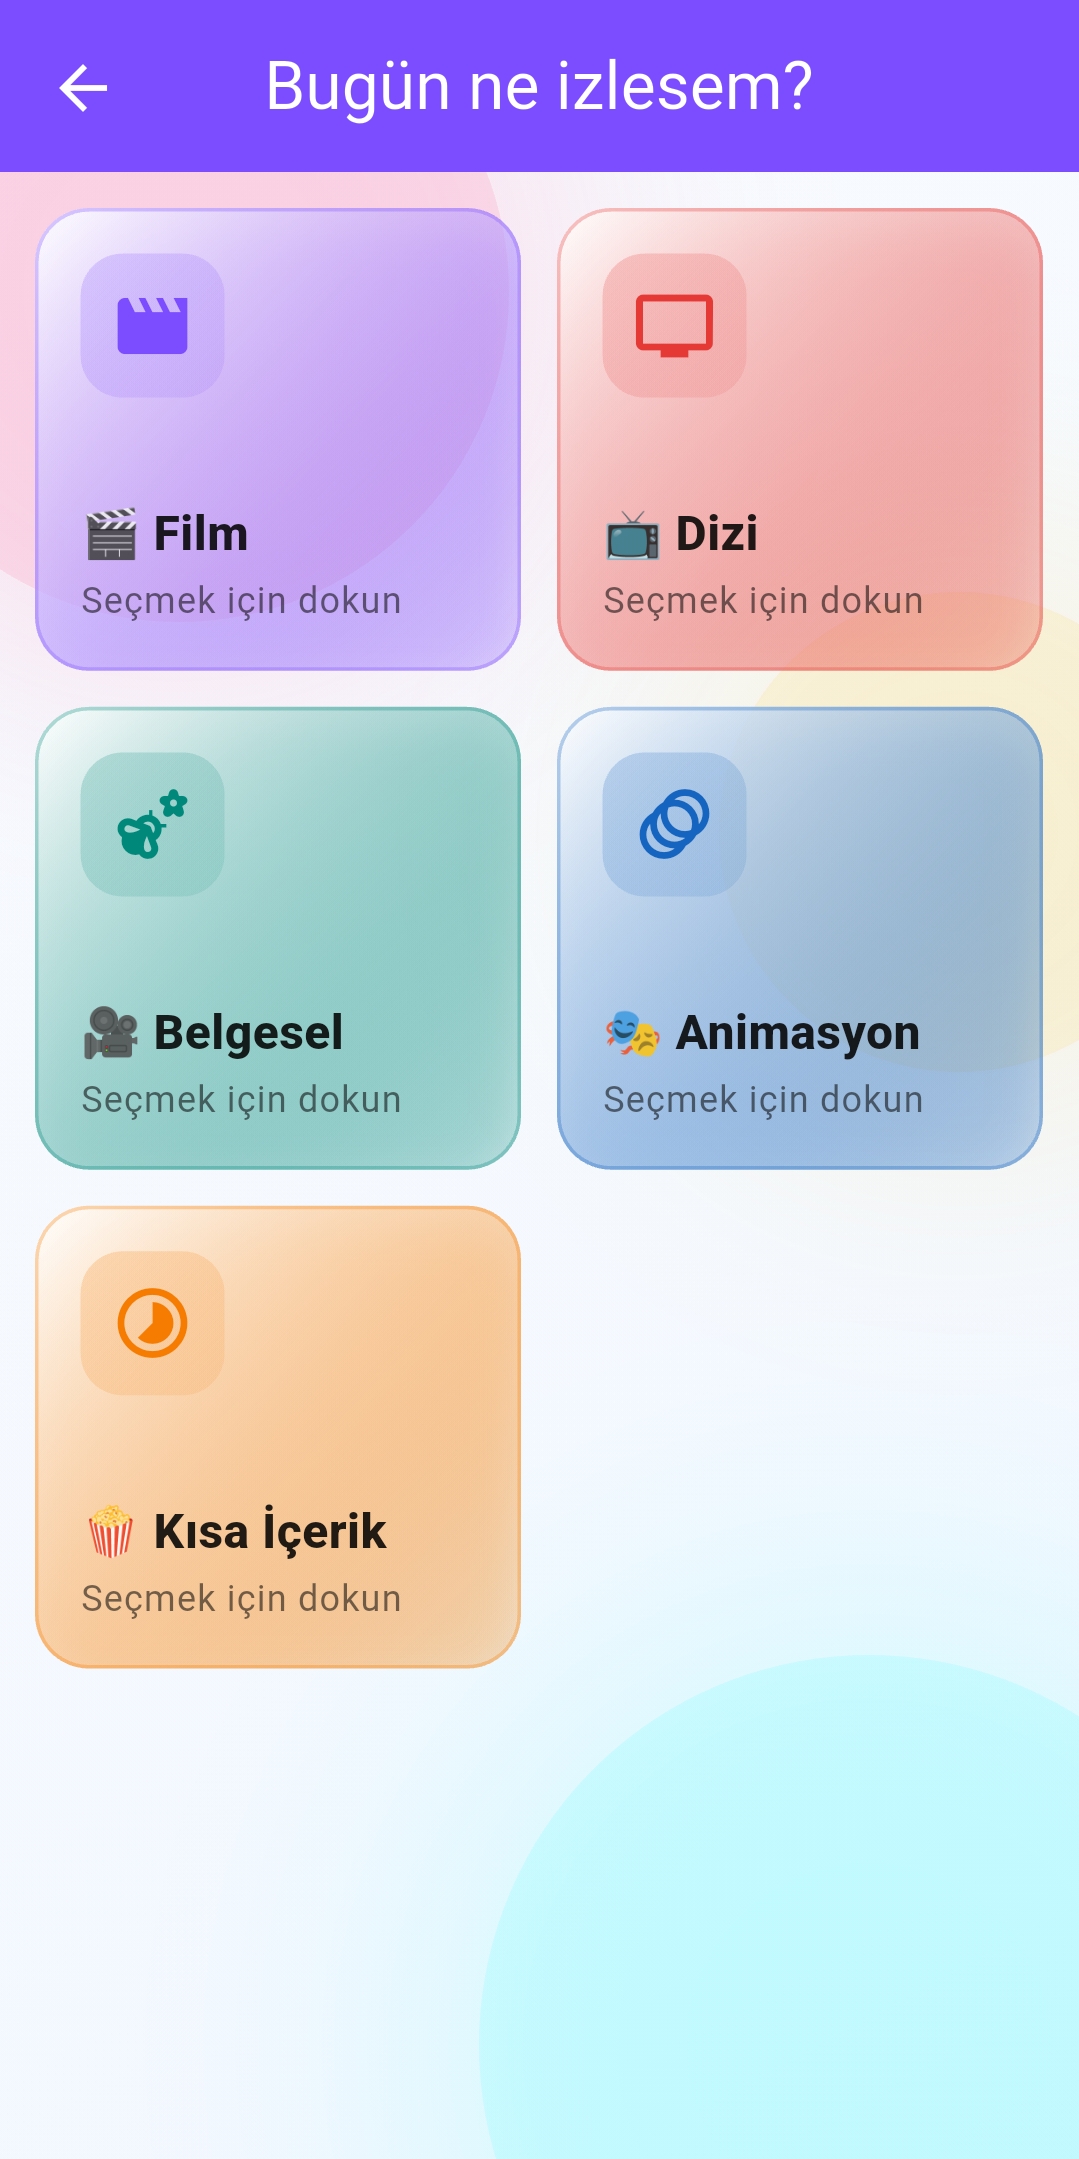 Bugün ne izlesem?
🎬 Film
Seçmek için dokun
📺 Dizi
Seçmek için dokun
🎥 Belgesel
Seçmek için dokun
🎭 Animasyon
Seçmek için dokun
🍿 Kısa İçerik
Seçmek için dokun